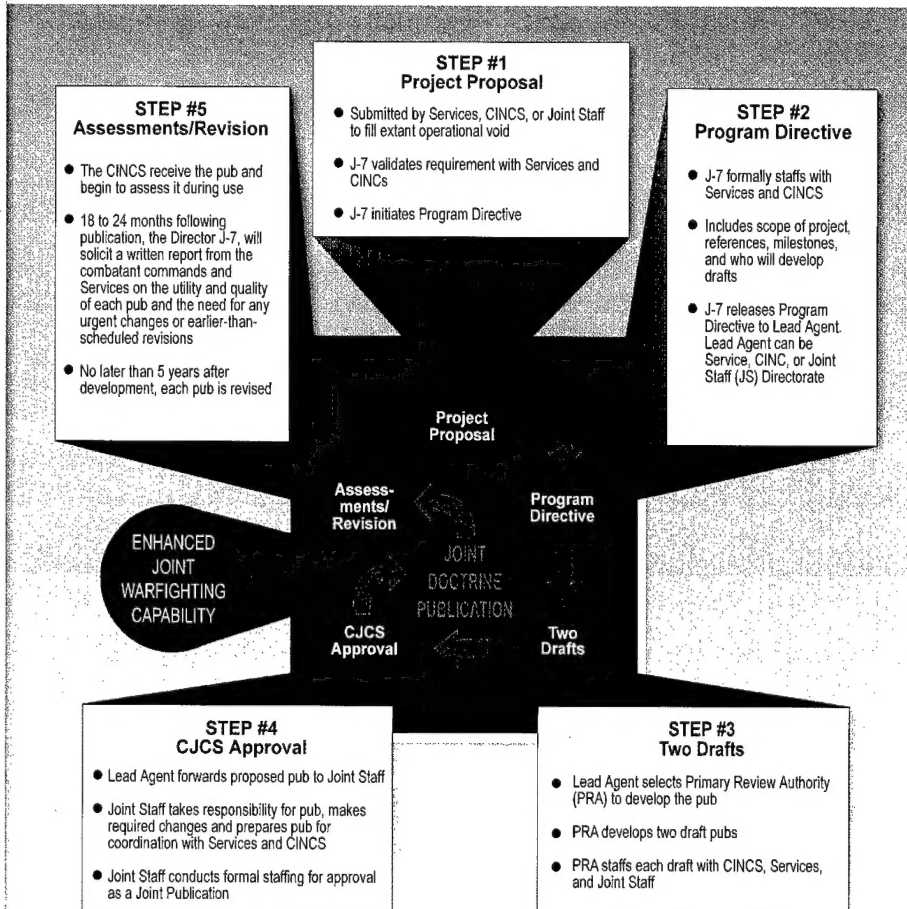 STEP #1
Project Proposal
● Submitted by Services, CINCS, or Joint Staff
to fill extant operational void
● J-7 validates requirement with Services and
CINCs
● J-7 initiates Program Directive
STEP #2
Program Directive
● J-7 formally staffs with
Services and CINCS
● Includes scope of project,
references, milestones,
and who will develop
drafts
● J-7 releases Program
Directive to Lead Agent.
Lead Agent can be
Service, CINC, or Joint
Staff (JS) Directorate
STEP #3
Two Drafts
● Lead Agent selects Primary Review Authority
(PRA) to develop the pub
● PRA develops two draft pubs
● PRA staffs each draft with CINCS, Services,
and Joint Staff
STEP #4
CJCS Approval
● Lead Agent forwards proposed pub to Joint Staff
● Joint Staff takes responsibility for pub, makes
required changes and prepares pub for
coordination with Services and CINCS
● Joint Staff conducts formal staffing for approval
as a Joint Publication
STEP #5
Assessments/Revision
● The CINCS receive the pub and
begin to assess it during use
● 18 to 24 months following
publication, the Director J-7, will
solicit a written report from the
combatant commands and
Services on the utility and quality
of each pub and the need for any
urgent changes or earlier-than-
scheduled revisions
● No later than 5 years after
development, each pub is revised
Project
Proposal
Program
Directive
Two
Drafts
CJCS
Approval
Assess-
ments/
Revision
JOINT
DOCTRINE
PUBLICATION
ENHANCED
JOINT
WARFIGHTING
CAPABILITY